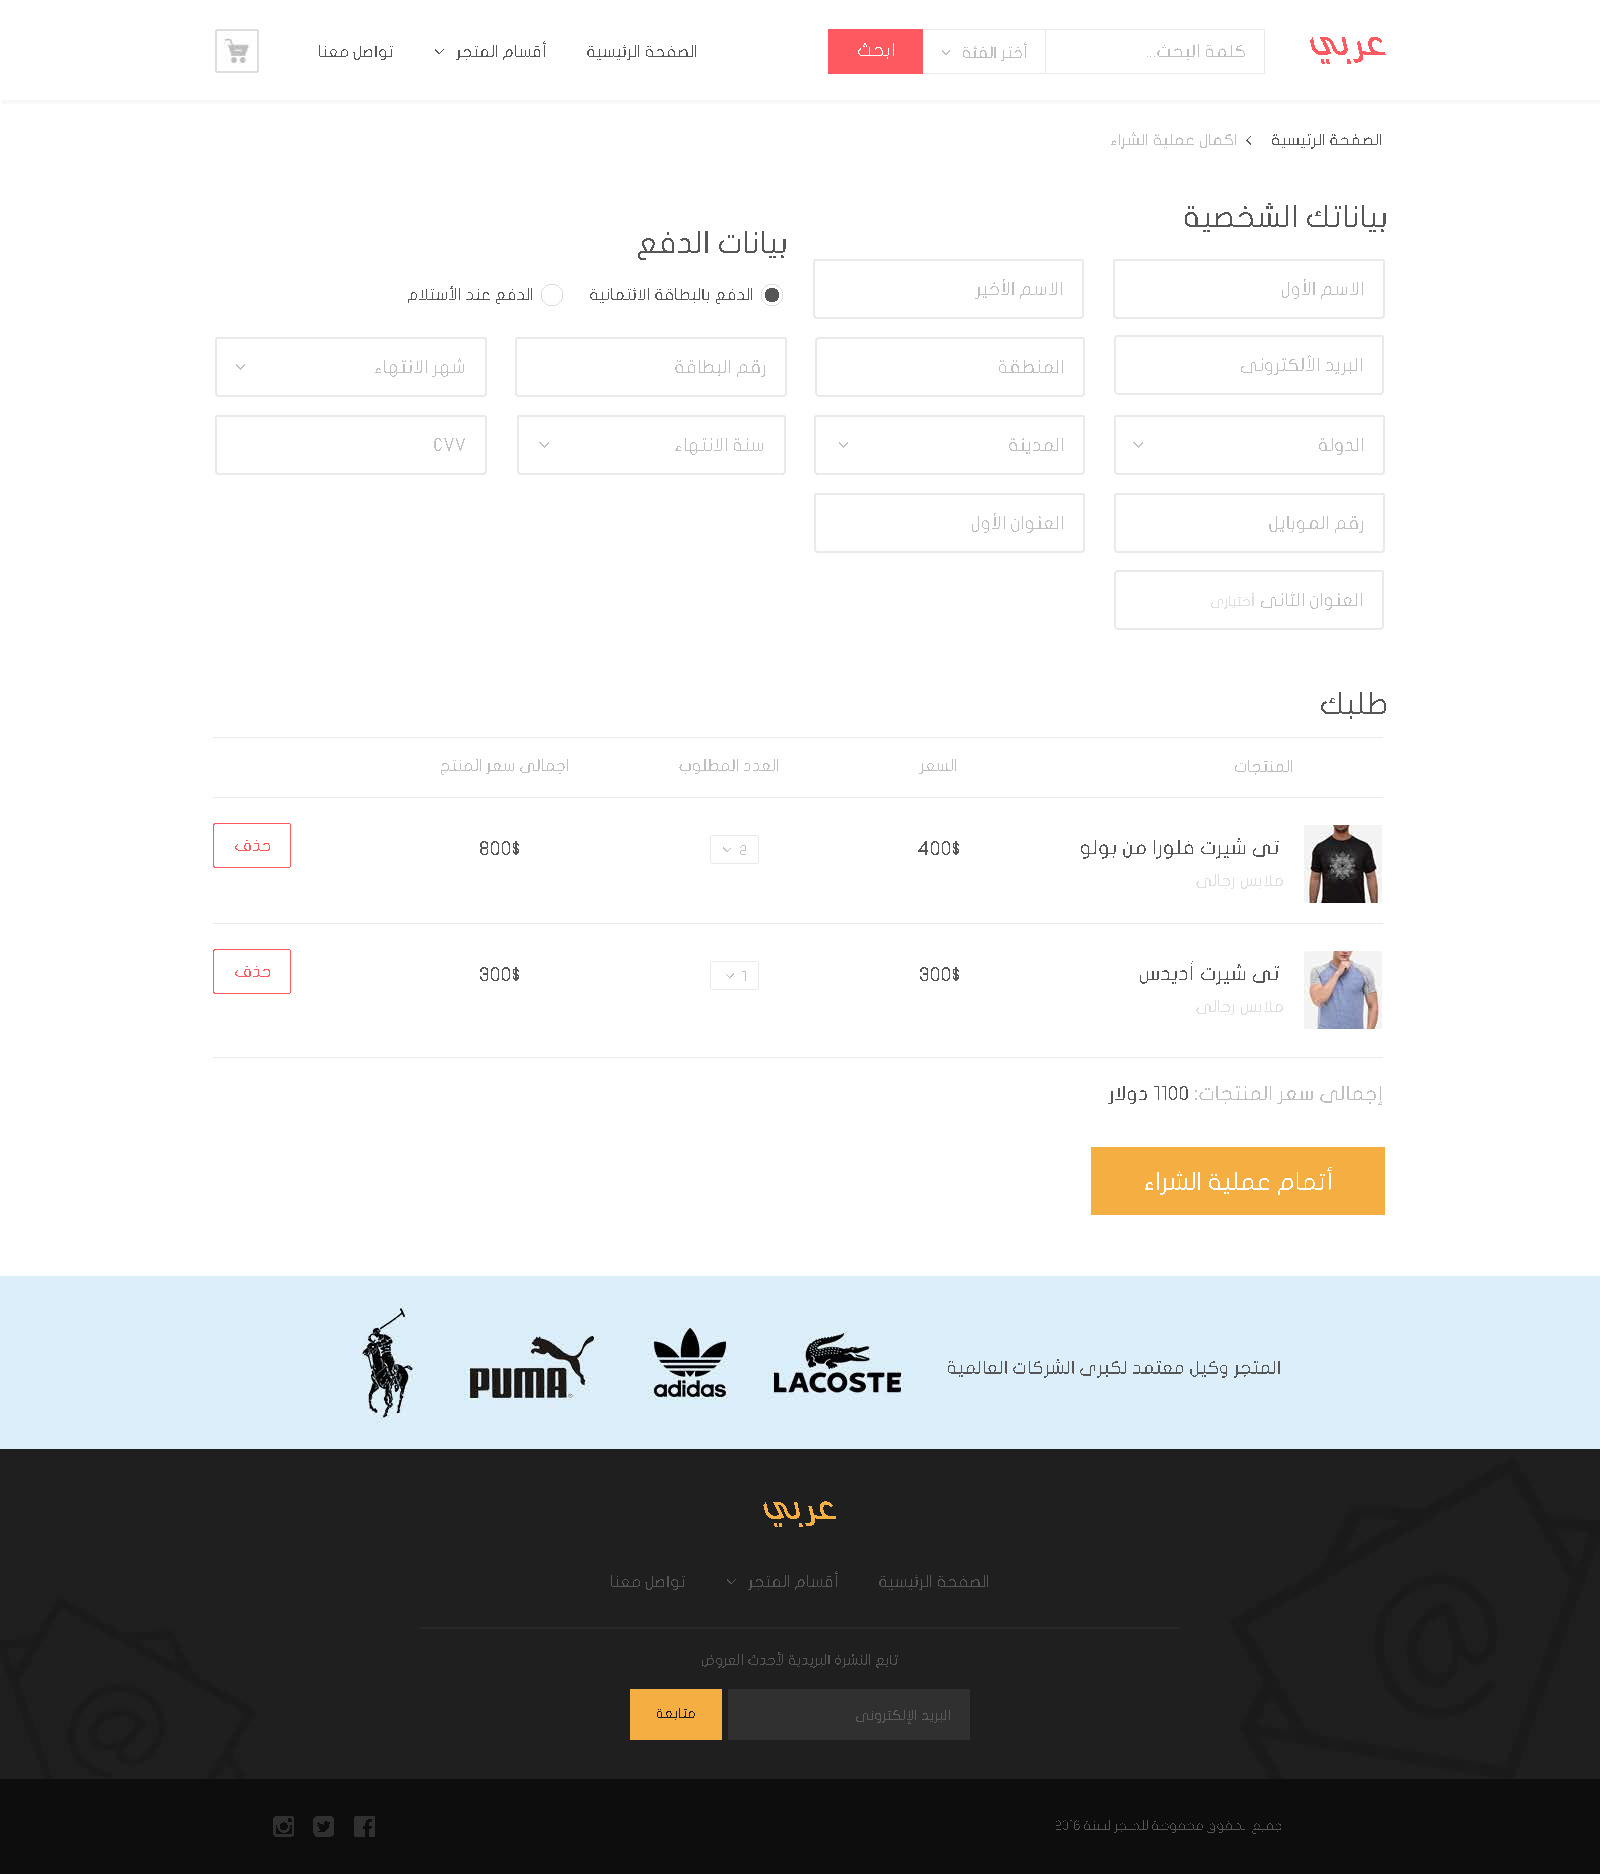 عربي
كلمة البحث...
أختر الفئة
ابحث
الصفحة الرئيسية
أقسام المتجر
تواصل معنا
الصفحة الرئيسية
اكمال عملية الشراء
بياناتك الشخصية
الاسم الأول
الاسم الأخير
البريد الألكترونى
المنطقة
الدولة
المدينة
رقم الموبايل
العنوان الأول
العنوان الثانى اختيارى
بيانات الدفع
الدفع بالبطاقة الائتمانية
الدفع عند الأستلام
رقم البطاقة
شهر الانتهاء
سنة الانتهاء
CVV
طلبك
المنتجات
السعر
العدد المطلوب
اجمالى سعر المنتج
تى شيرت فلورا من بولو
ملابس رجالى
400$
2
800$
حذف
تى شيرت أديدس
ملابس رجالى
300$
1
300$
حذف
إجمالى سعر المنتجات: 1100 دولار
أتمام عملية الشراء
المتجر وكيل معتمد لكبرى الشركات العالمية
LACOSTE
adidas
PUMA
عربي
الصفحة الرئيسية
أقسام المتجر
تواصل معنا
تابع النشرة البريدية لأحدث العروض
البريد الإلكترونى
متابعة
جميع الحقوق محفوظة للمتجر لسنة 2016